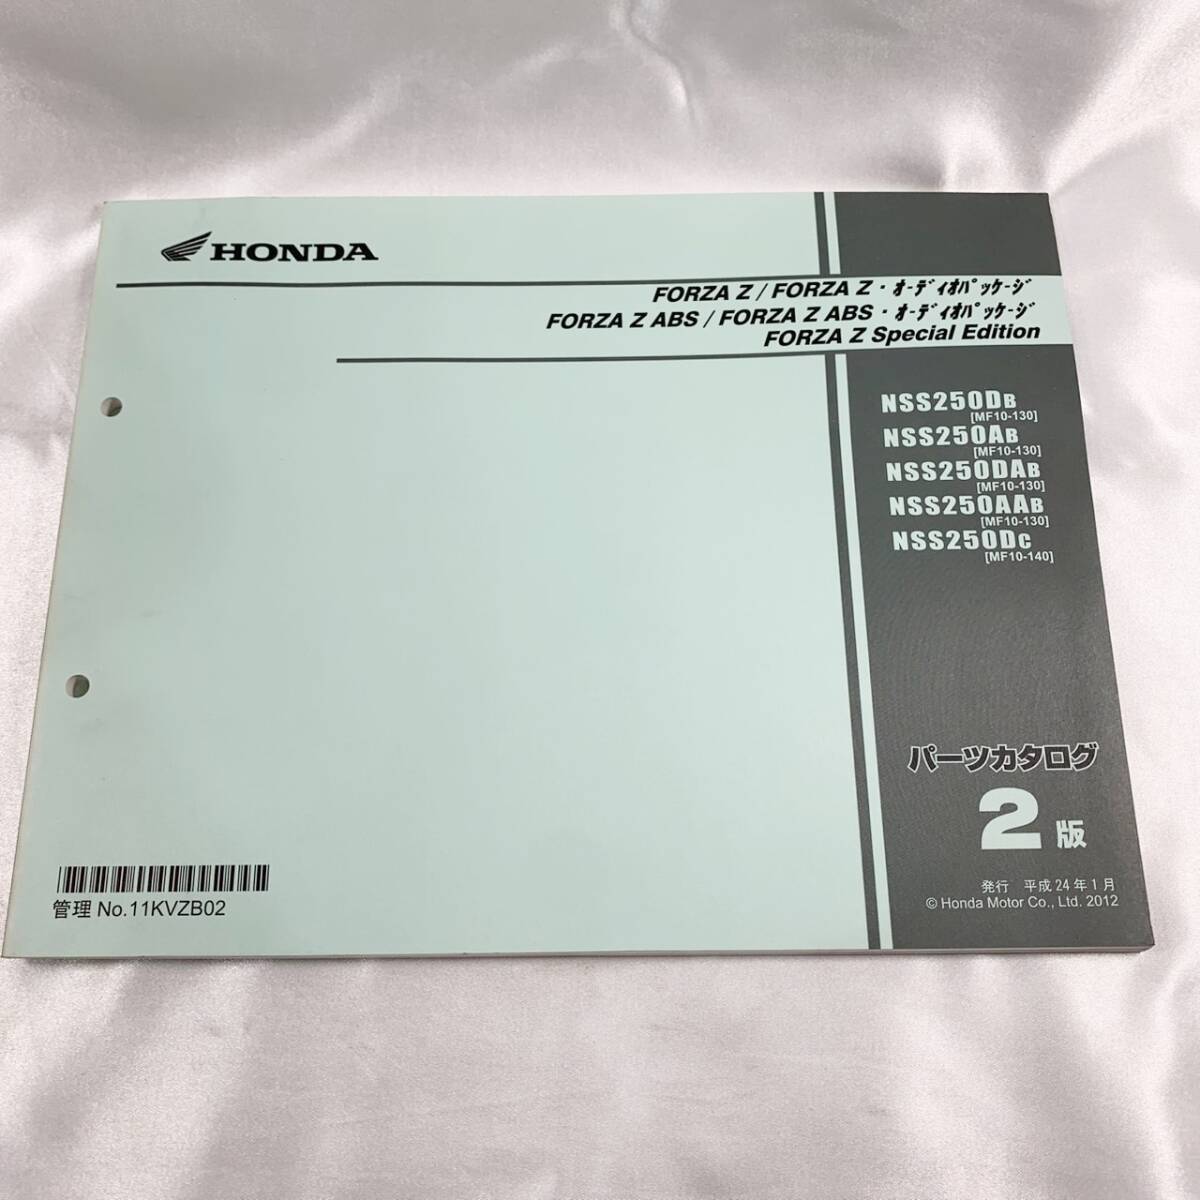 HONDA
FORZA Z / FORZA Z・ｵｰﾃﾞｨｵﾊﾟｯｹｰｼﾞ
FORZA Z ABS / FORZA Z ABS・ｵｰﾃﾞｨｵﾊﾟｯｹｰｼﾞ
FORZA Z Special Edition
NSS250DB
[MF10-130]
NSS250AB
[MF10-130]
NSS250DAB
[MF10-130]
NSS250AAB
[MF10-130]
NSS250DC
[MF10-140]
パーツカタログ
2版
発行 平成24年1月
© Honda Motor Co., Ltd. 2012
管理 No.11KVZB02